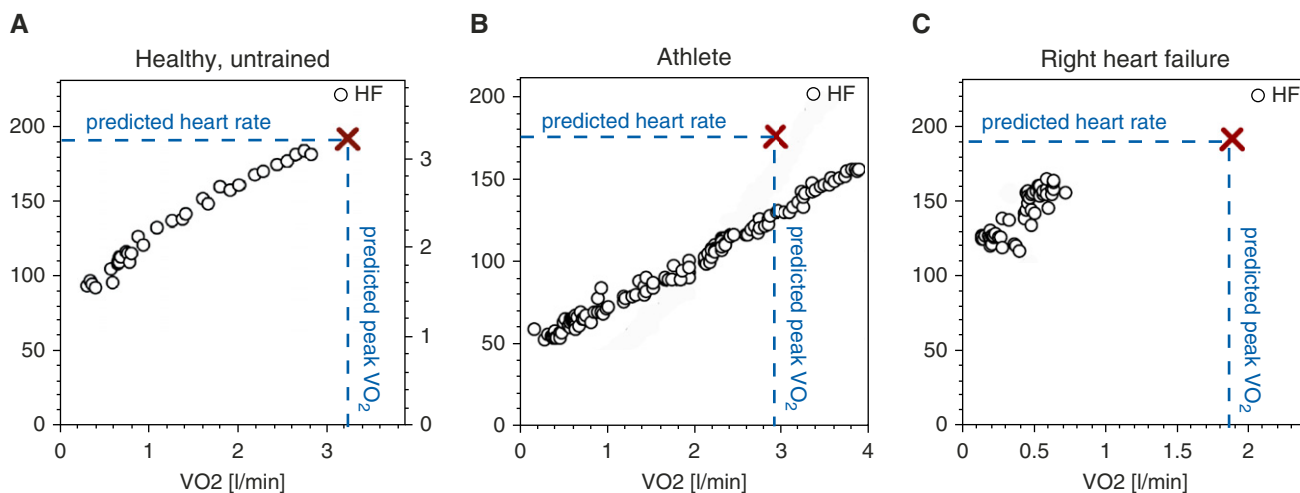 A
Healthy, untrained
HF
predicted heart rate
predicted peak VO2
200
150
100
50
0
3
2
1
0
0
1
2
3
VO2 [l/min]
B
Athlete
HF
predicted heart rate
predicted peak VO2
200
150
100
50
0
0
1
2
3
4
VO2 [l/min]
C
Right heart failure
HF
predicted heart rate
predicted peak VO2
200
150
100
50
0
0
0.5
1
1.5
2
VO2 [l/min]